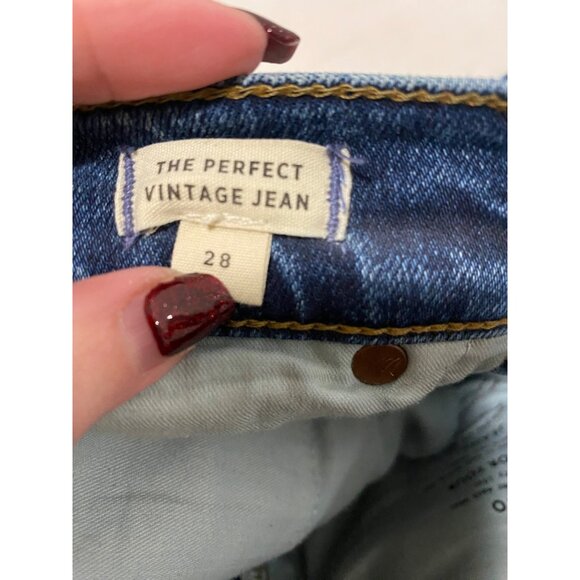 THE PERFECT
VINTAGE JEAN
28